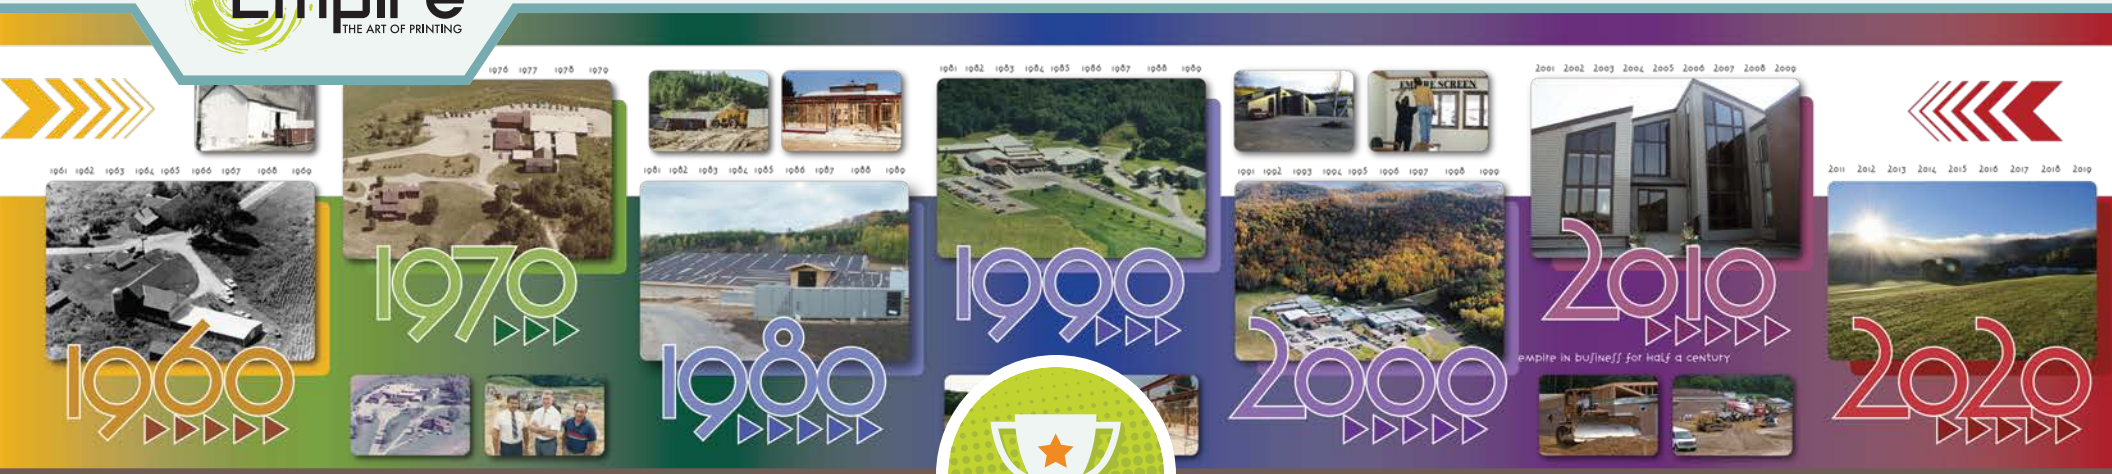 Empire
THE ART OF PRINTING
1976 1977 1978 1979
1981 1982 1983 1984 1985 1986 1987 1988 1989
2001 2002 2003 2004 2005 2006 2007 2008 2009
EMPIRE SCREEN
1961 1962 1963 1964 1965 1966 1967 1968 1969
1981 1982 1983 1984 1985 1986 1987 1988 1989
1991 1992 1993 1994 1995 1996 1997 1998 1999
2011 2012 2013 2014 2015 2016 2017 2018 2019
1970
1990
2010
1960
1980
2000
empire in business for half a century
2020